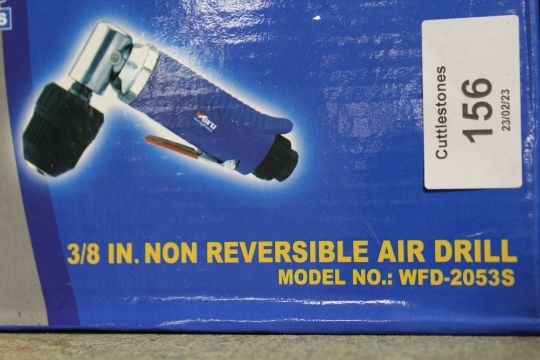 Cuttlestones
156
23/02/23
3/8 IN. NON REVERSIBLE AIR DRILL
MODEL NO.: WFD-2053S